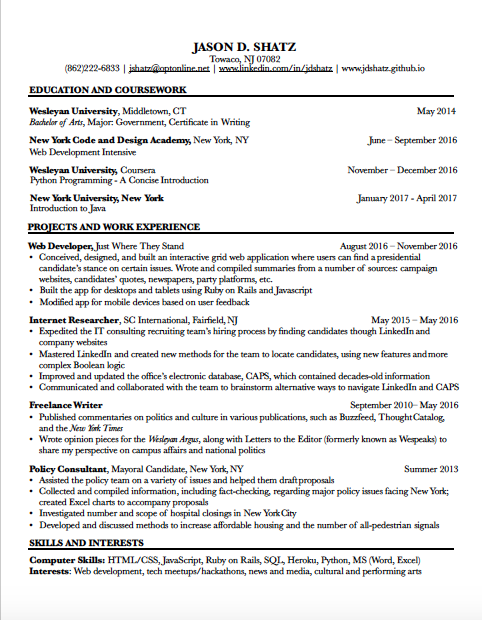 JASON D. SHATZ
Towaco, NJ 07082
(862)222-6833 | jshatz@optonline.net | www.linkedin.com/in/jdshatz | www.jdshatz.github.io
EDUCATION AND COURSEWORK
Wesleyan University, Middletown, CT May 2014
Bachelor of Arts, Major: Government, Certificate in Writing
New York Code and Design Academy, New York, NY June – September 2016
Web Development Intensive
Wesleyan University, Coursera November – December 2016
Python Programming - A Concise Introduction
New York University, New York January 2017 - April 2017
Introduction to Java
PROJECTS AND WORK EXPERIENCE
Web Developer, Just Where They Stand August 2016 – November 2016
• Conceived, designed, and built an interactive grid web application where users can find a presidential
candidate's stance on certain issues. Wrote and compiled summaries from a number of sources: campaign
websites, candidates' quotes, newspapers, party platforms, etc.
• Built the app for desktops and tablets using Ruby on Rails and Javascript
• Modified app for mobile devices based on user feedback
Internet Researcher, SC International, Fairfield, NJ May 2015 – May 2016
• Expedited the IT consulting recruiting team's hiring process by finding candidates though LinkedIn and
company websites
• Mastered LinkedIn and created new methods for the team to locate candidates, using new features and more
complex Boolean logic
• Improved and updated the office's electronic database, CAPS, which contained decades-old information
• Communicated and collaborated with the team to brainstorm alternative ways to navigate LinkedIn and CAPS
Freelance Writer September 2010– May 2016
• Published commentaries on politics and culture in various publications, such as Buzzfeed, Thought Catalog,
and the New York Times
• Wrote opinion pieces for the Wesleyan Argus, along with Letters to the Editor (formerly known as Wespeaks) to
share my perspective on campus affairs and national politics
Policy Consultant, Mayoral Candidate, New York, NY Summer 2013
• Assisted the policy team on a variety of issues and helped them draft proposals
• Collected and compiled information, including fact-checking, regarding major policy issues facing New York;
created Excel charts to accompany proposals
• Investigated number and scope of hospital closings in New York City
• Developed and discussed methods to increase affordable housing and the number of all-pedestrian signals
SKILLS AND INTERESTS
Computer Skills: HTML/CSS, JavaScript, Ruby on Rails, SQL, Heroku, Python, MS (Word, Excel)
Interests: Web development, tech meetups/hackathons, news and media, cultural and performing arts